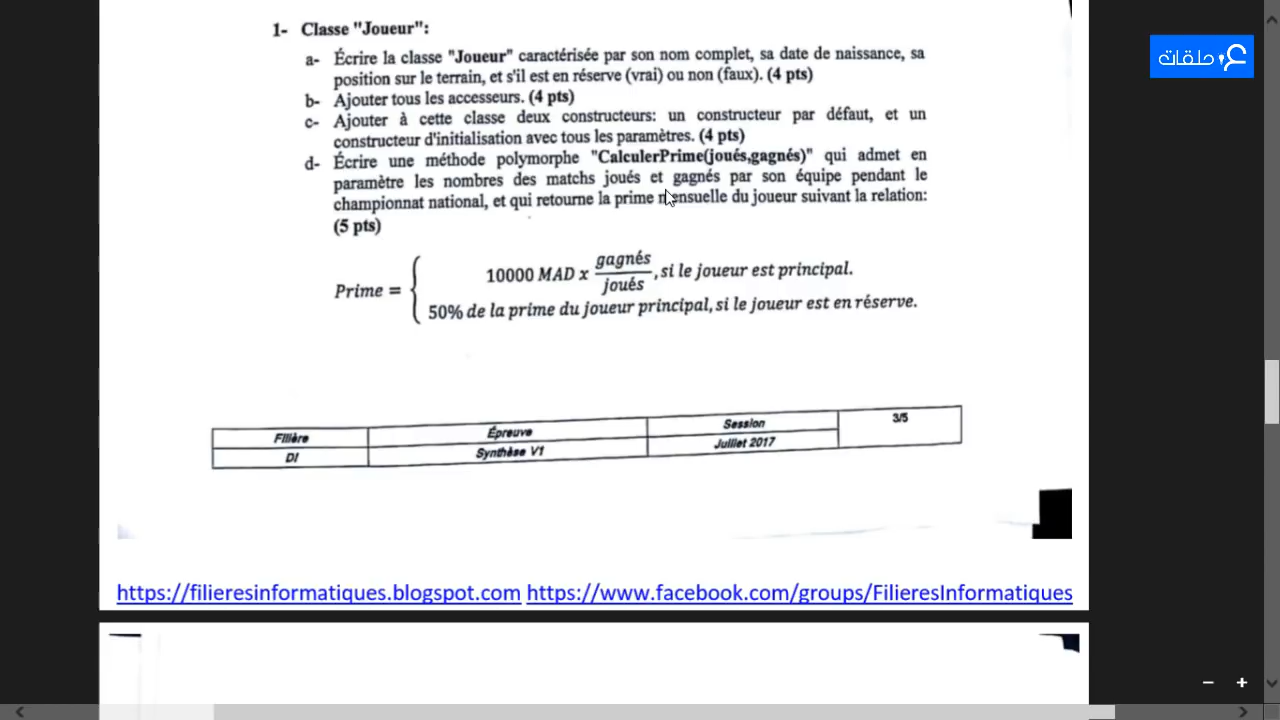 حلقات
1- Classe "Joueur":
a- Écrire la classe "Joueur" caractérisée par son nom complet, sa date de naissance, sa
position sur le terrain, et s'il est en réserve (vrai) ou non (faux). (4 pts)
b- Ajouter tous les accesseurs. (4 pts)
c- Ajouter à cette classe deux constructeurs: un constructeur par défaut, et un
constructeur d'initialisation avec tous les paramètres. (4 pts)
d- Écrire une méthode polymorphe "CalculerPrime(joués,gagnés)" qui admet en
paramètre les nombres des matchs joués et gagnés par son équipe pendant le
championnat national, et qui retourne la prime mensuelle du joueur suivant la relation:
(5 pts)
Prime = { 10000 MAD x gagnés/joués, si le joueur est principal.
50% de la prime du joueur principal, si le joueur est en réserve.
Filière Épreuve Session 3/5
DI Synthèse V1 Juillet 2017
https://filieresinformatiques.blogspot.com https://www.facebook.com/groups/FilieresInformatiques